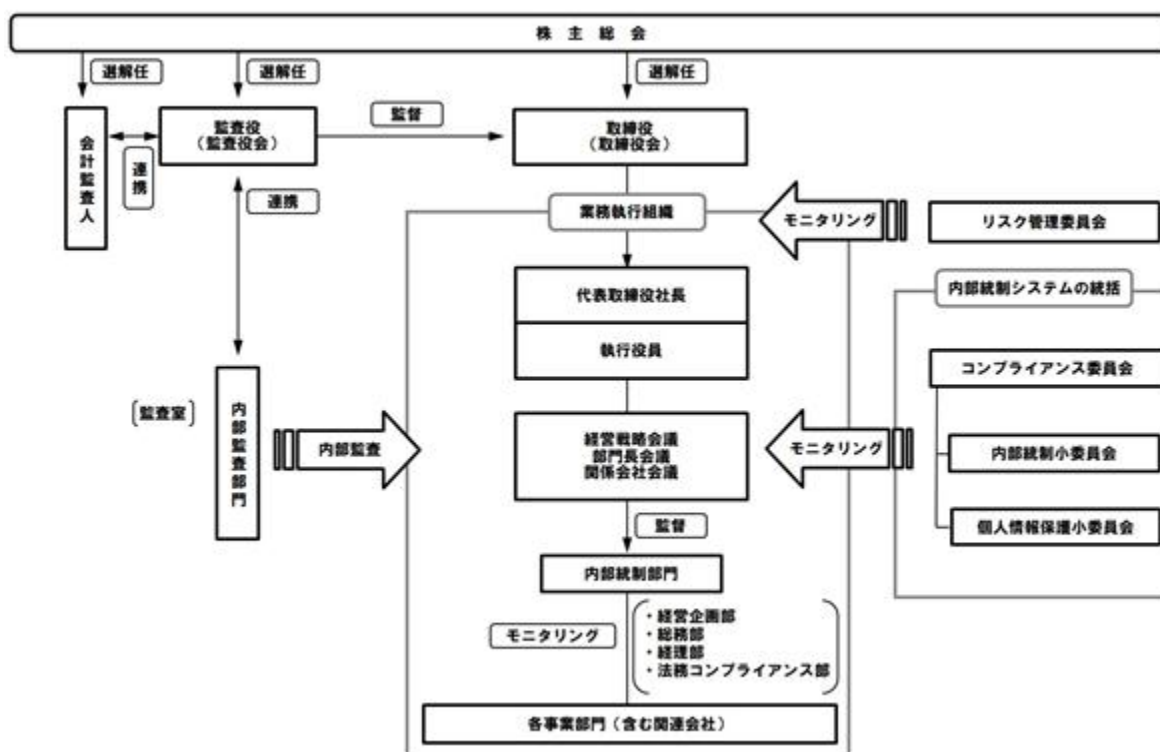 株主総会
選解任
選解任
選解任
会計監査人
連携
監査役
（監査役会）
監督
取締役
（取締役会）
連携
業務執行組織
モニタリング
リスク管理委員会
代表取締役社長
執行役員
内部統制システムの統括
コンプライアンス委員会
内部統制小委員会
個人情報保護小委員会
［監査室］
内部監査部門
内部監査
経営戦略会議
部門長会議
関係会社会議
モニタリング
監督
内部統制部門
モニタリング
・経営企画部
・総務部
・経理部
・法務コンプライアンス部
各事業部門（含む関連会社）